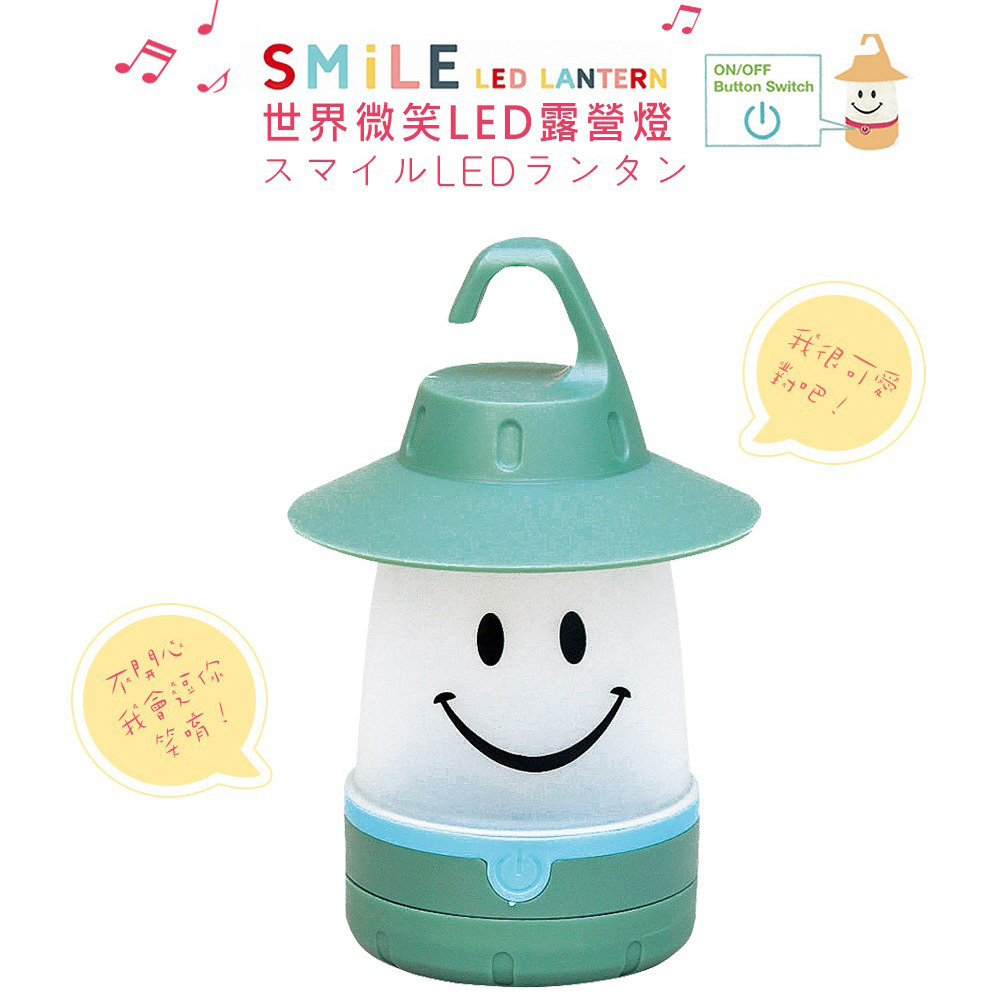 SMiLE LED LANTERN
世界微笑LED露營燈
スマイルLEDランタン
ON/OFF
Button Switch
我很可愛
對吧！
不開心
我會逗你
笑唷！